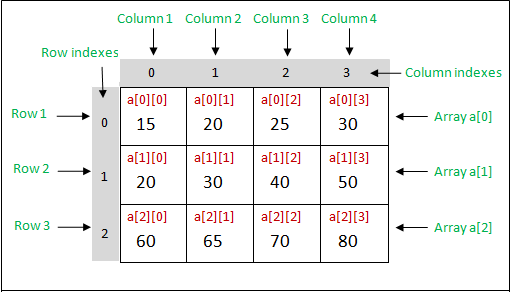 Column 1 Column 2 Column 3 Column 4
Row indexes
0 1 2 3 Column indexes
a[0][0] a[0][1] a[0][2] a[0][3]
Row 1 0 15 20 25 30 Array a[0]
a[1][0] a[1][1] a[1][2] a[1][3]
Row 2 1 20 30 40 50 Array a[1]
a[2][0] a[2][1] a[2][2] a[2][3]
Row 3 2 60 65 70 80 Array a[2]